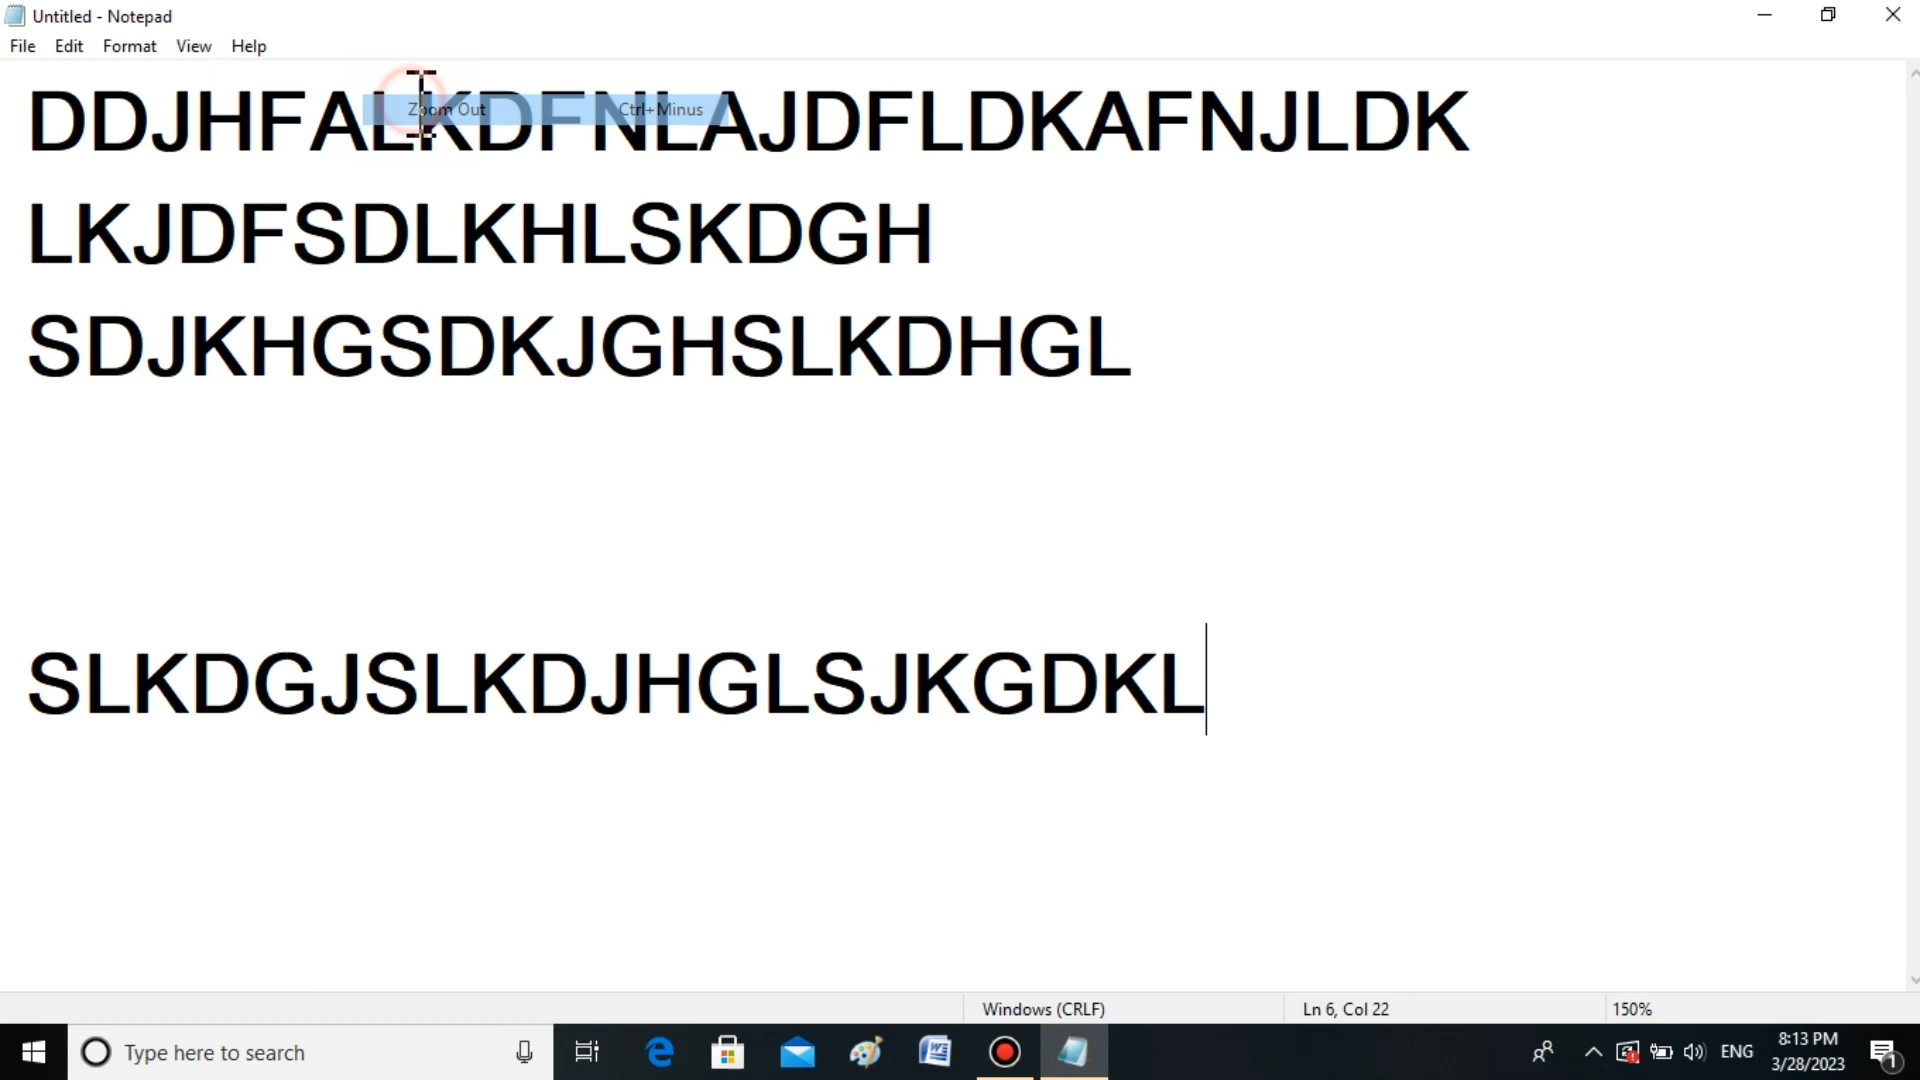 Untitled - Notepad
File Edit Format View Help
Zoom Out Ctrl+Minus
DDJHFALKDFNLAJDFLDKAFNJLDK
LKJDFSDLKHLSKDGH
SDJKHGSDKJGHSLKDHGL
SLKDGJSLKDJHGLSJKGDKL
Windows (CRLF) Ln 6, Col 22 150%
Type here to search ENG 8:13 PM
3/28/2023 1